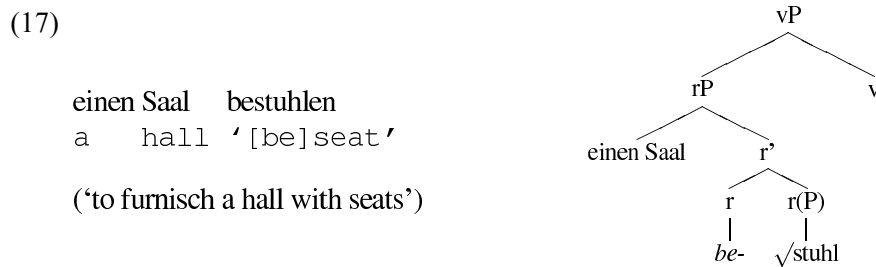 (17)
vP
rP v
einen Saal r’
r r(P)
be- √stuhl
einen Saal bestuhlen
a hall ‘[be]seat’
(‘to furnisch a hall with seats’)